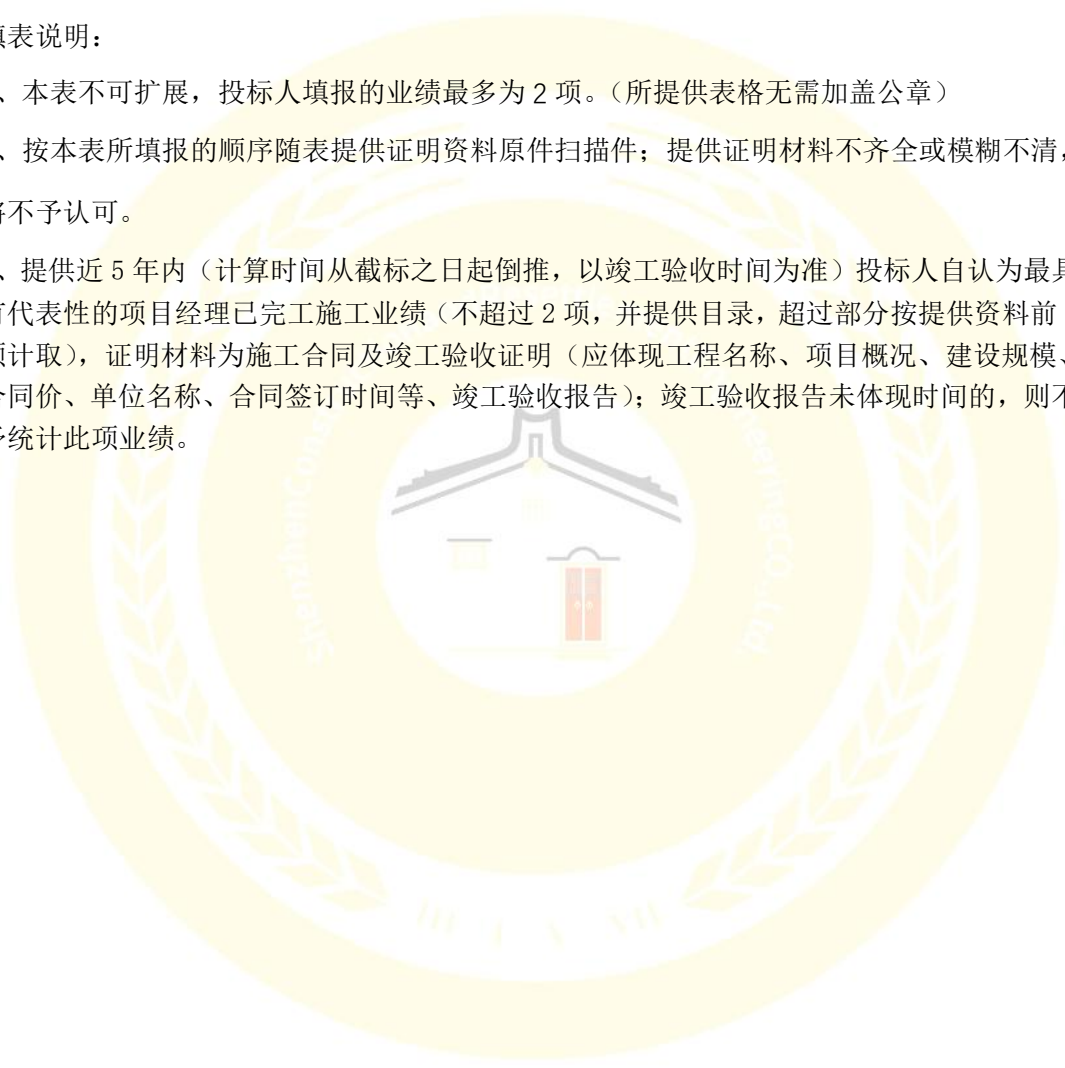 填表说明：
、本表不可扩展，投标人填报的业绩最多为 2 项。（所提供表格无需加盖公章）
、按本表所填报的顺序随表提供证明资料原件扫描件；提供证明材料不齐全或模糊不清，
将不予认可。
、提供近 5 年内（计算时间从截标之日起倒推，以竣工验收时间为准）投标人自认为最具
有代表性的项目经理已完工施工业绩（不超过 2 项，并提供目录，超过部分按提供资料前
项计取），证明材料为施工合同及竣工验收证明（应体现工程名称、项目概况、建设规模、
合同价、单位名称、合同签订时间等、竣工验收报告）；竣工验收报告未体现时间的，则不
予统计此项业绩。